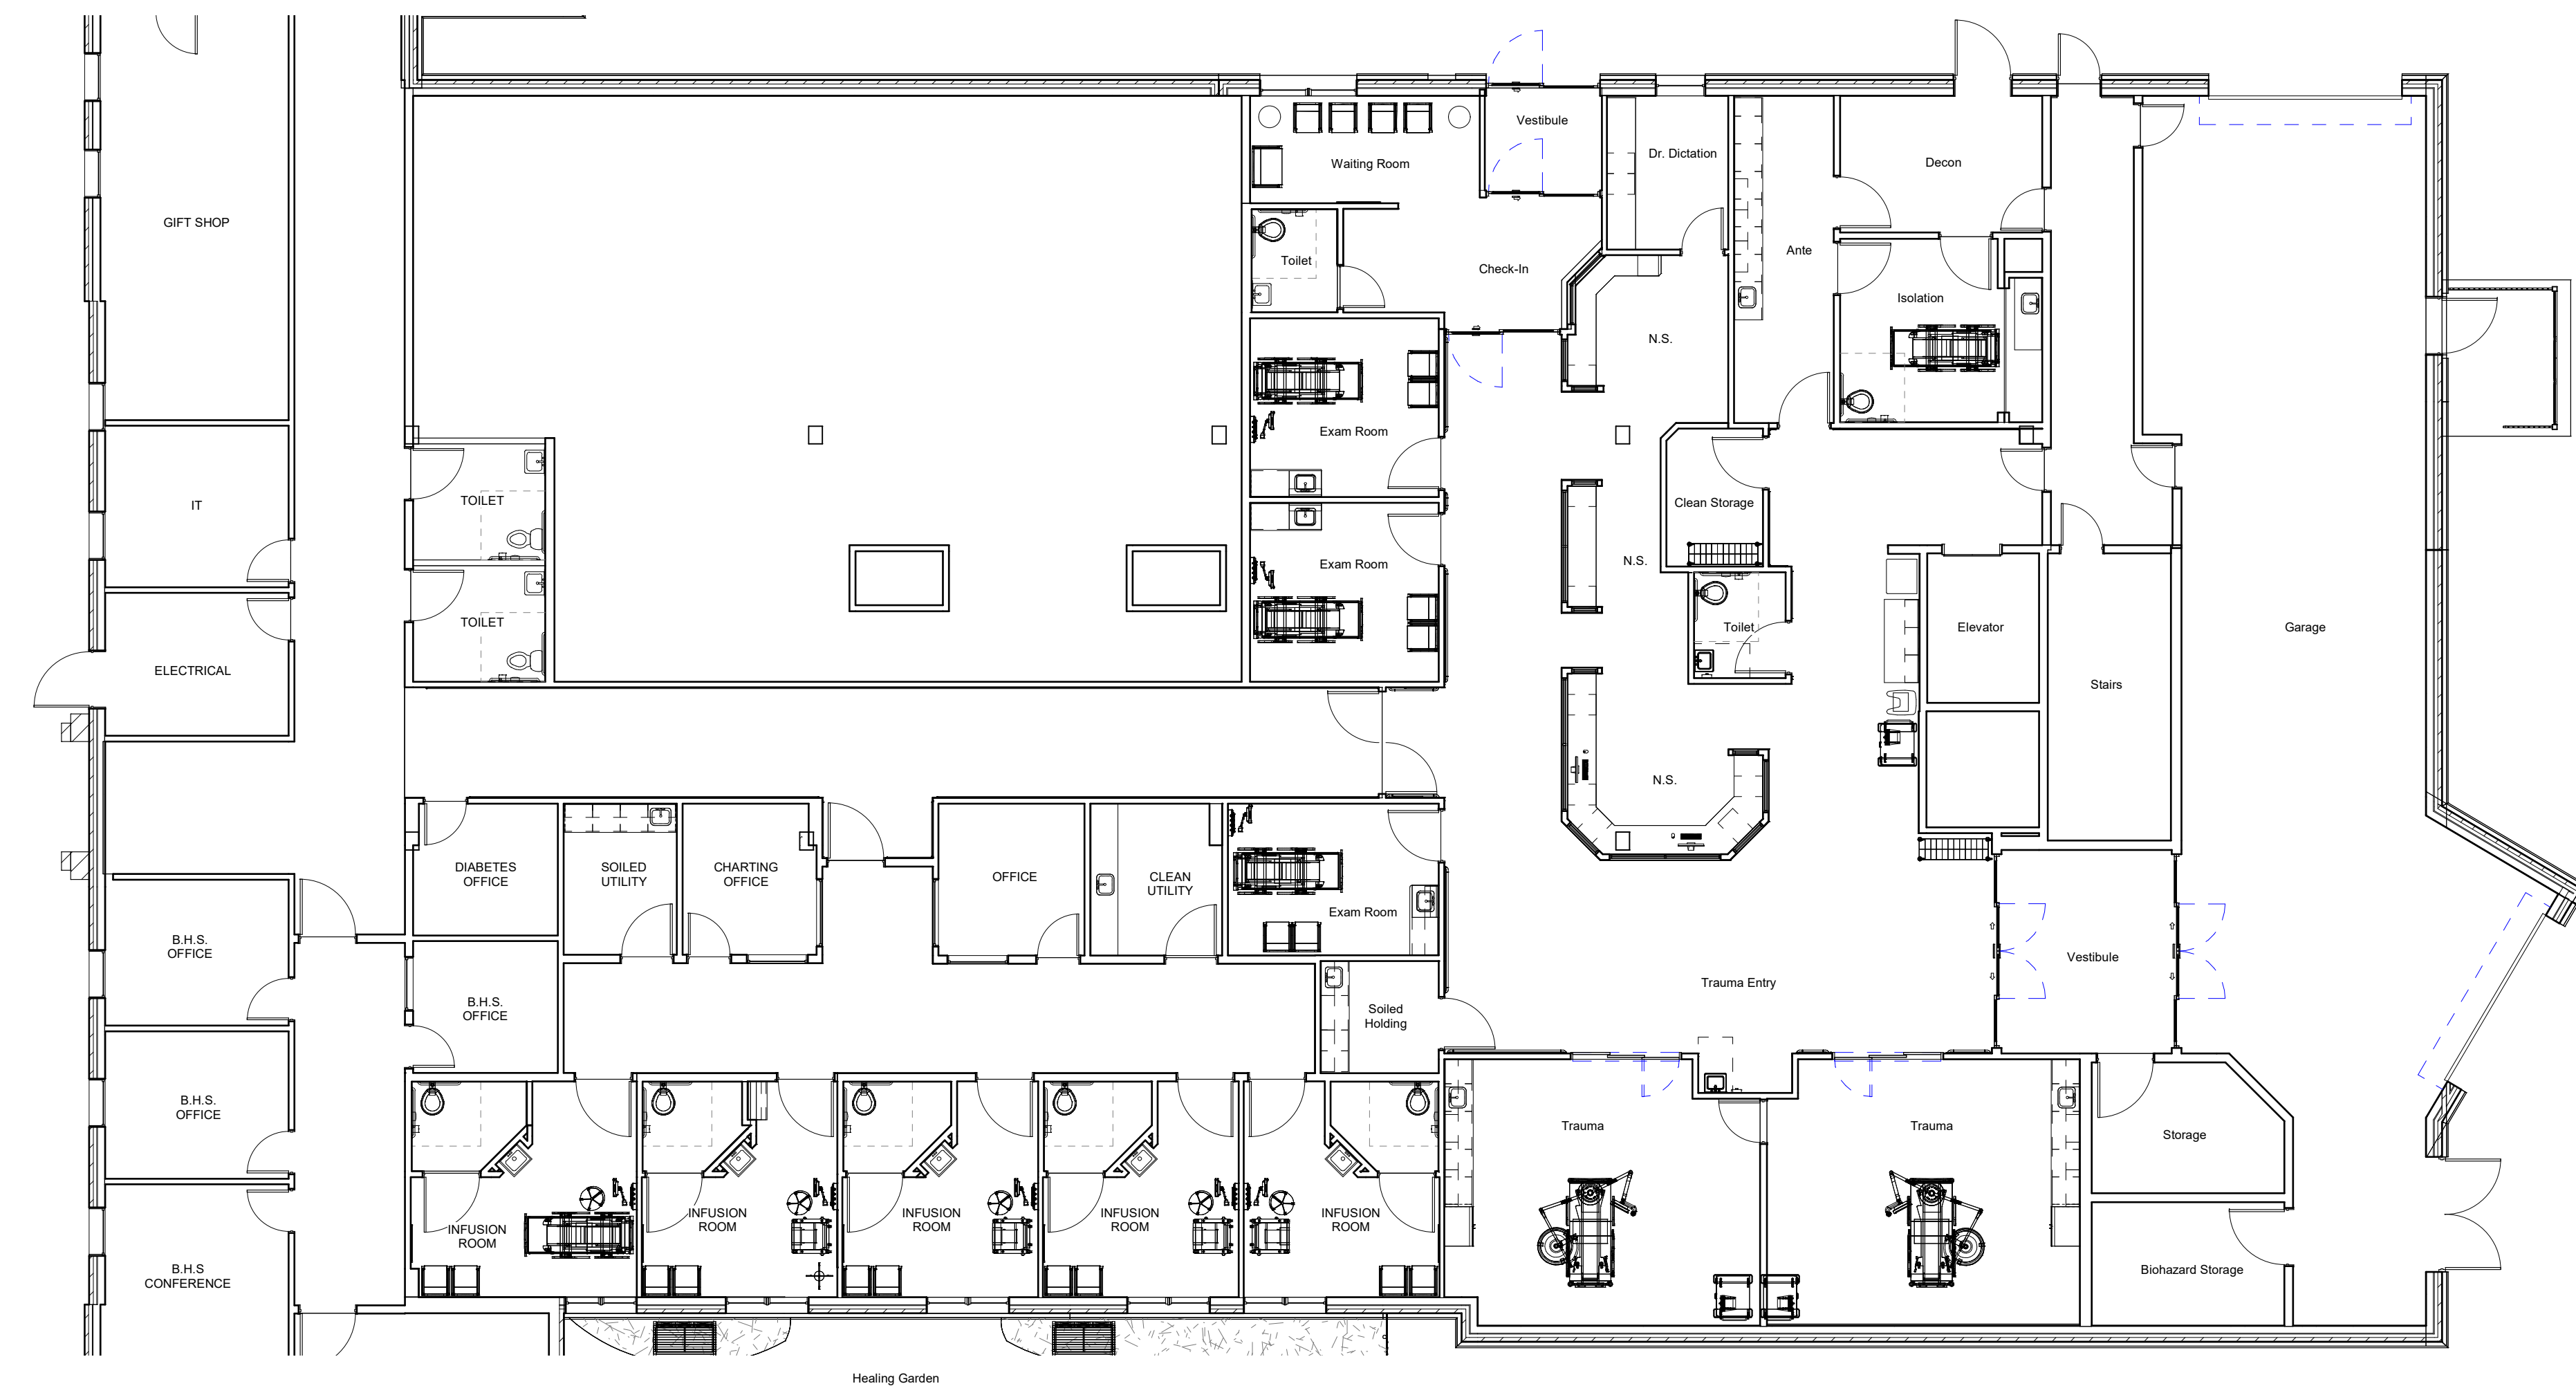 Vestibule
Dr. Dictation
Waiting Room
Decon
GIFT SHOP
Ante
Toilet
Check-In
Isolation
N.S.
Exam Room
TOILET
IT
Clean Storage
Exam Room
N.S.
TOILET
Toilet
Elevator
Garage
ELECTRICAL
Stairs
N.S.
DIABETES
OFFICE
SOILED
UTILITY
CHARTING
OFFICE
OFFICE
CLEAN
UTILITY
Exam Room
B.H.S.
OFFICE
Vestibule
Trauma Entry
B.H.S.
OFFICE
Soiled
Holding
B.H.S.
OFFICE
Trauma
Trauma
Storage
INFUSION
ROOM
INFUSION
ROOM
INFUSION
ROOM
INFUSION
ROOM
INFUSION
ROOM
B.H.S
CONFERENCE
Biohazard Storage
Healing Garden